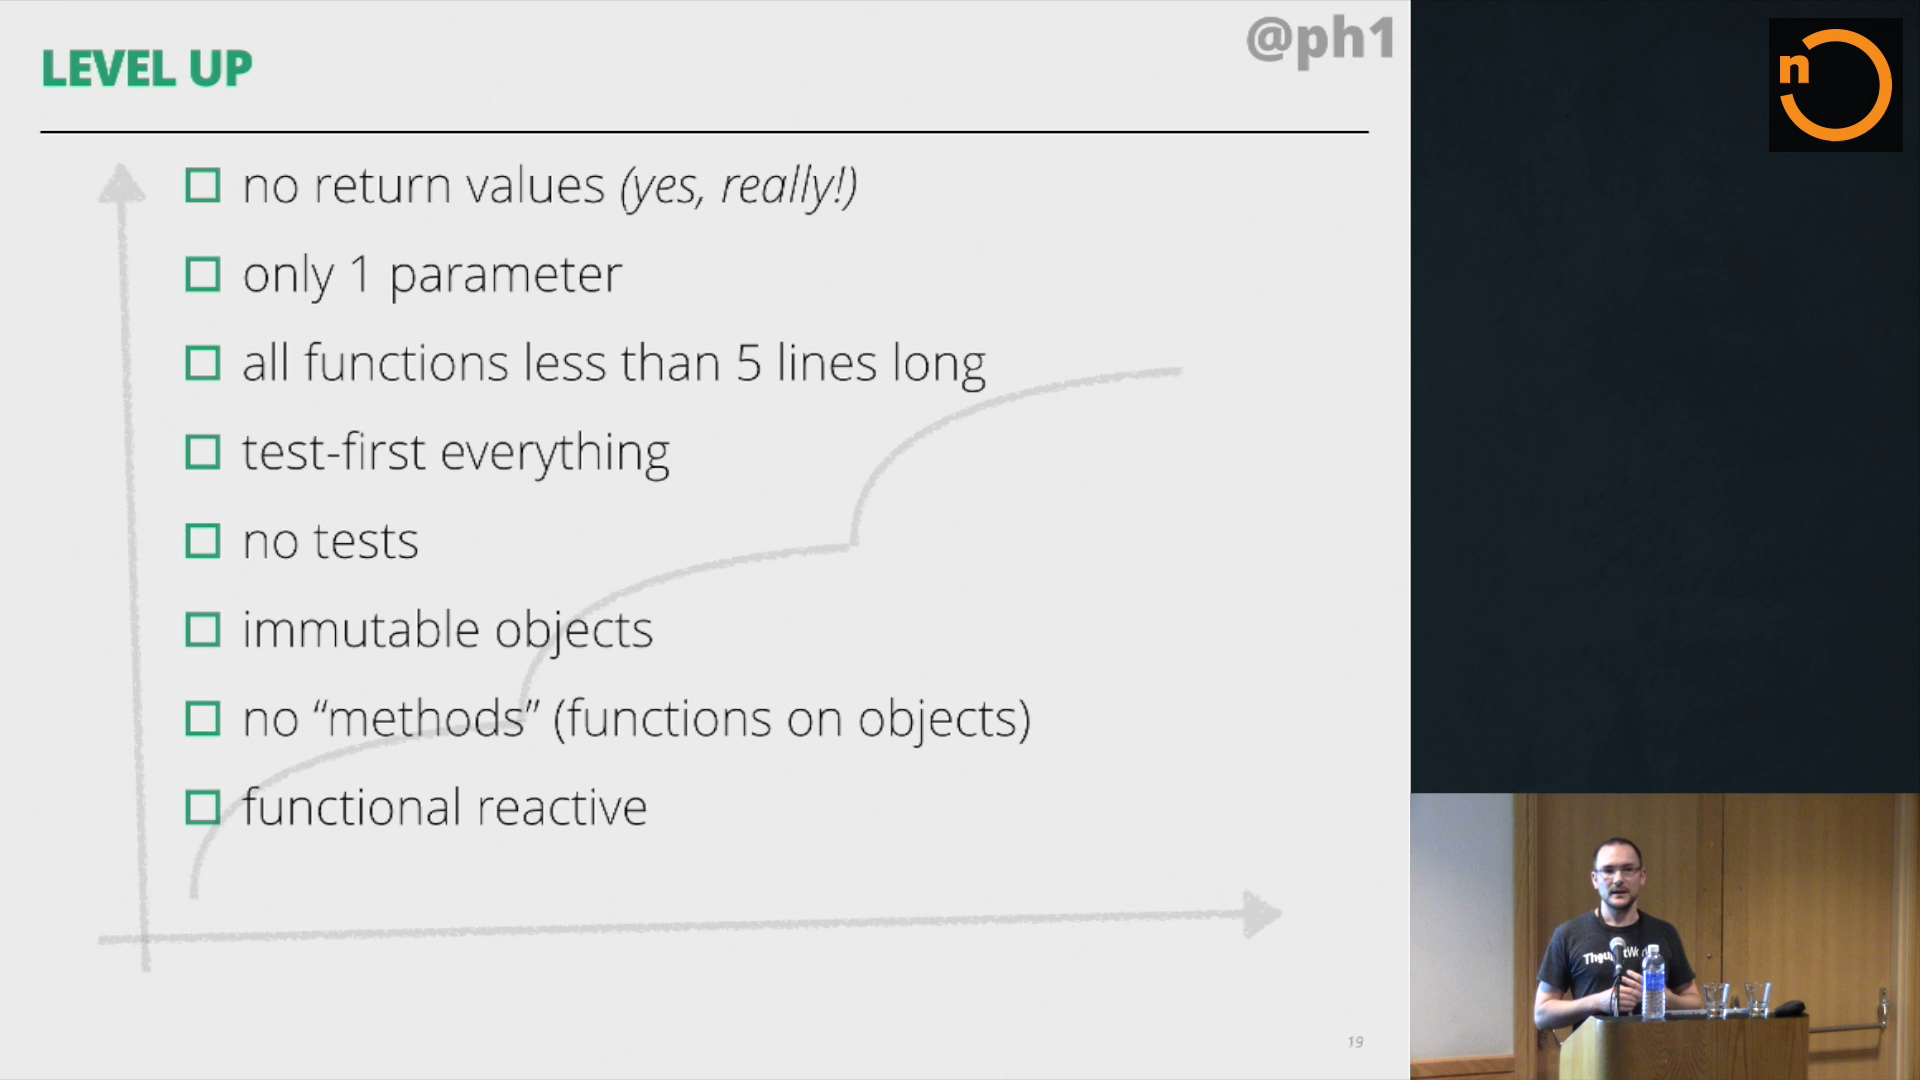 @ph1
LEVEL UP
no return values (yes, really!)
only 1 parameter
all functions less than 5 lines long
test-first everything
no tests
immutable objects
no “methods” (functions on objects)
functional reactive
19
n